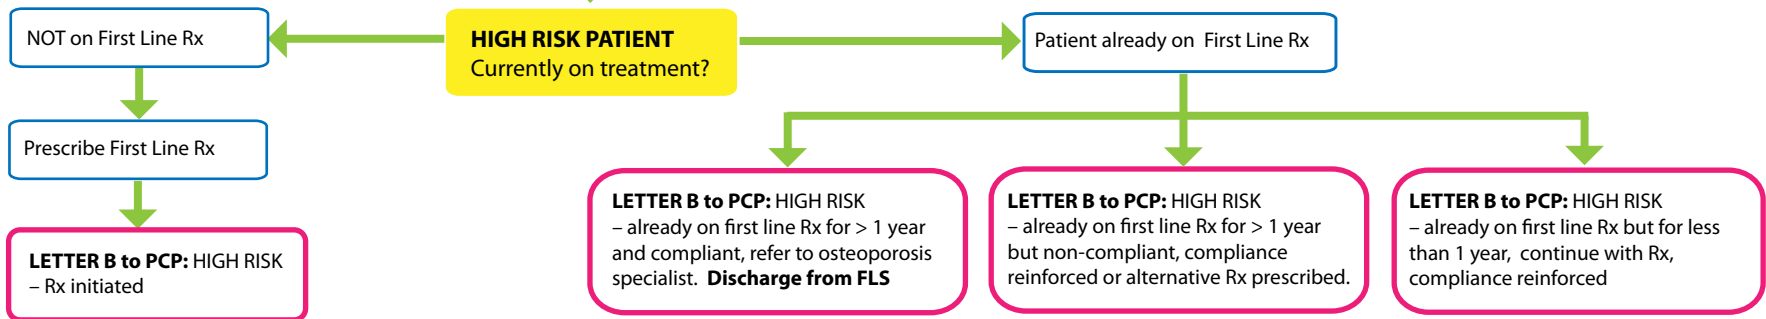 NOT on First Line Rx
HIGH RISK PATIENT
Currently on treatment?
Patient already on First Line Rx
Prescribe First Line Rx
LETTER B to PCP: HIGH RISK
– Rx initiated
LETTER B to PCP: HIGH RISK
– already on first line Rx for > 1 year
and compliant, refer to osteoporosis
specialist. Discharge from FLS
LETTER B to PCP: HIGH RISK
– already on first line Rx for > 1 year
but non-compliant, compliance
reinforced or alternative Rx prescribed.
LETTER B to PCP: HIGH RISK
– already on first line Rx but for less
than 1 year, continue with Rx,
compliance reinforced